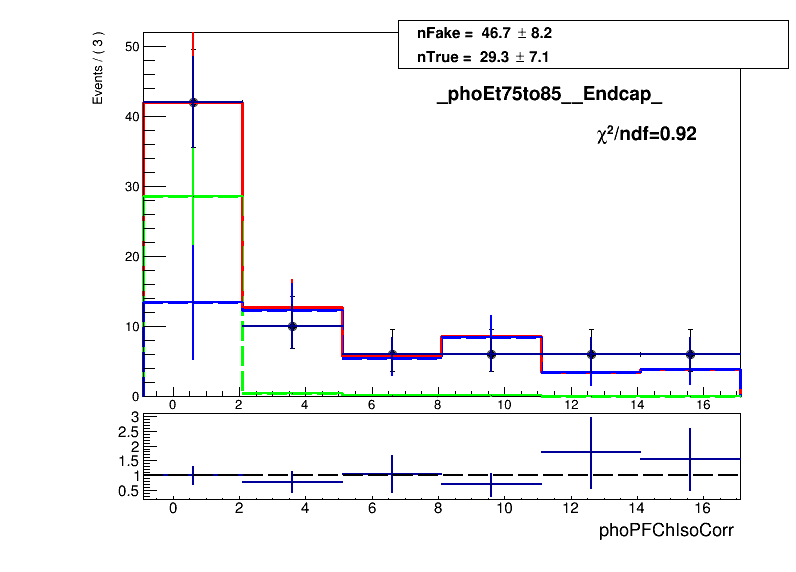 nFake = 46.7 ± 8.2
nTrue = 29.3 ± 7.1
_phoEt75to85__Endcap_
χ²/ndf=0.92
Events / ( 3 )
50
40
30
20
10
0
0 2 4 6 8 10 12 14 16
3
2.5
2
1.5
1
0.5
0 2 4 6 8 10 12 14 16
phoPFChIsoCorr